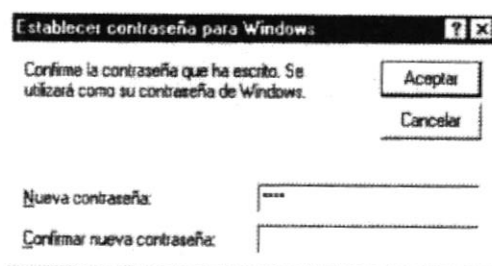 Establecer contraseña para Windows
Confirme la contraseña que ha escrito. Se
utilizará como su contraseña de Windows.
Aceptar
Cancelar
Nueva contraseña:
****
Confirmar nueva contraseña: